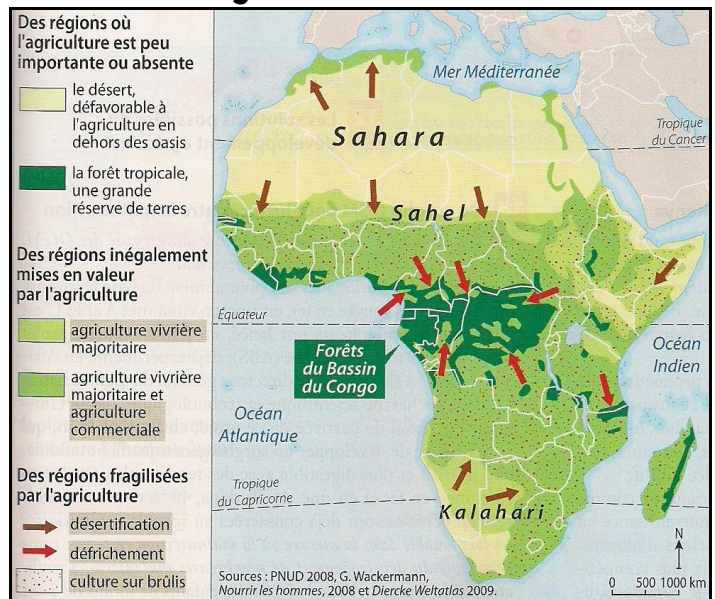 Des régions où
l'agriculture est peu
importante ou absente
le désert,
défavorable à
l'agriculture en
dehors des oasis
la forêt tropicale,
une grande
réserve de terres
Des régions inégalement
mises en valeur
par l'agriculture
agriculture vivrière
majoritaire
agriculture vivrière
majoritaire et
agriculture
commerciale
Des régions fragilisées
par l'agriculture
désertification
défrichement
culture sur brûlis
Mer Méditerranée
Tropique
du Cancer
Sahara
Sahel
Équateur
Forêts
du Bassin
du Congo
Océan
Indien
Océan
Atlantique
Tropique
du Capricorne
Kalahari
N
Sources : PNUD 2008, G. Wackermann,
Nourrir les hommes, 2008 et Diercke Weltatlas 2009.
0 500 1000 km